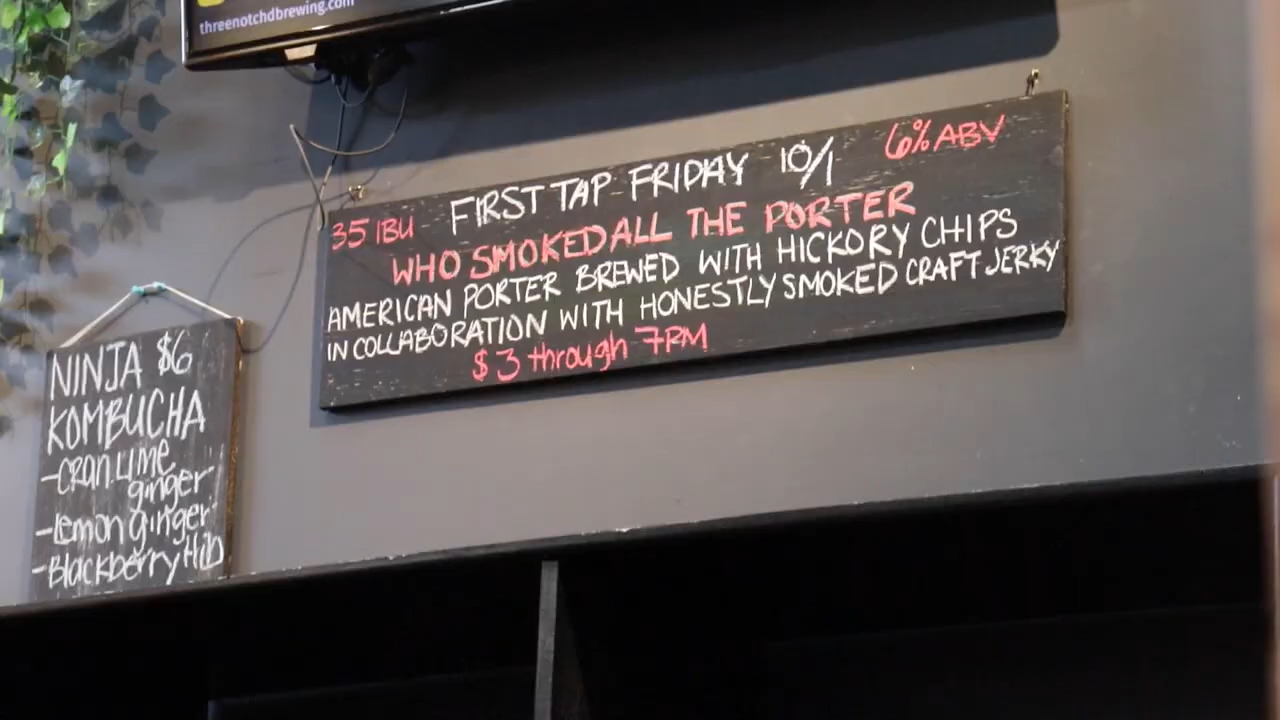 threenotchdbrewing.com
35 IBU FIRST TAP FRIDAY 10/1 6% ABV
WHO SMOKED ALL THE PORTER
AMERICAN PORTER BREWED WITH HICKORY CHIPS
IN COLLABORATION WITH HONESTLY SMOKED CRAFT JERKY
$3 through 7PM
NINJA $6
KOMBUCHA
-Cran Lime
ginger
-Lemon ginger
-Blackberry Hib